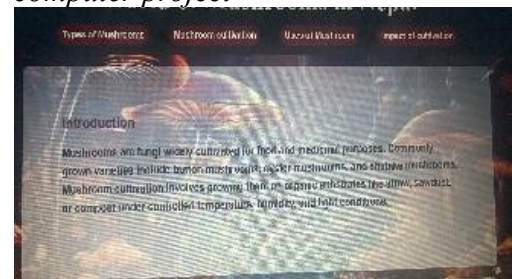 computer project
Mushrooms in Nepal
Types of Mushrooms Mushroom cultivation Uses of Mushroom Impact of cultivation
Introduction
Mushrooms are fungi widely cultivated for food and medicinal purposes. Commonly
grown varieties include button mushrooms, oyster mushrooms, and shiitake mushrooms.
Mushroom cultivation involves growing them on organic substrates like straw, sawdust,
or compost under controlled temperature, humidity, and light conditions.